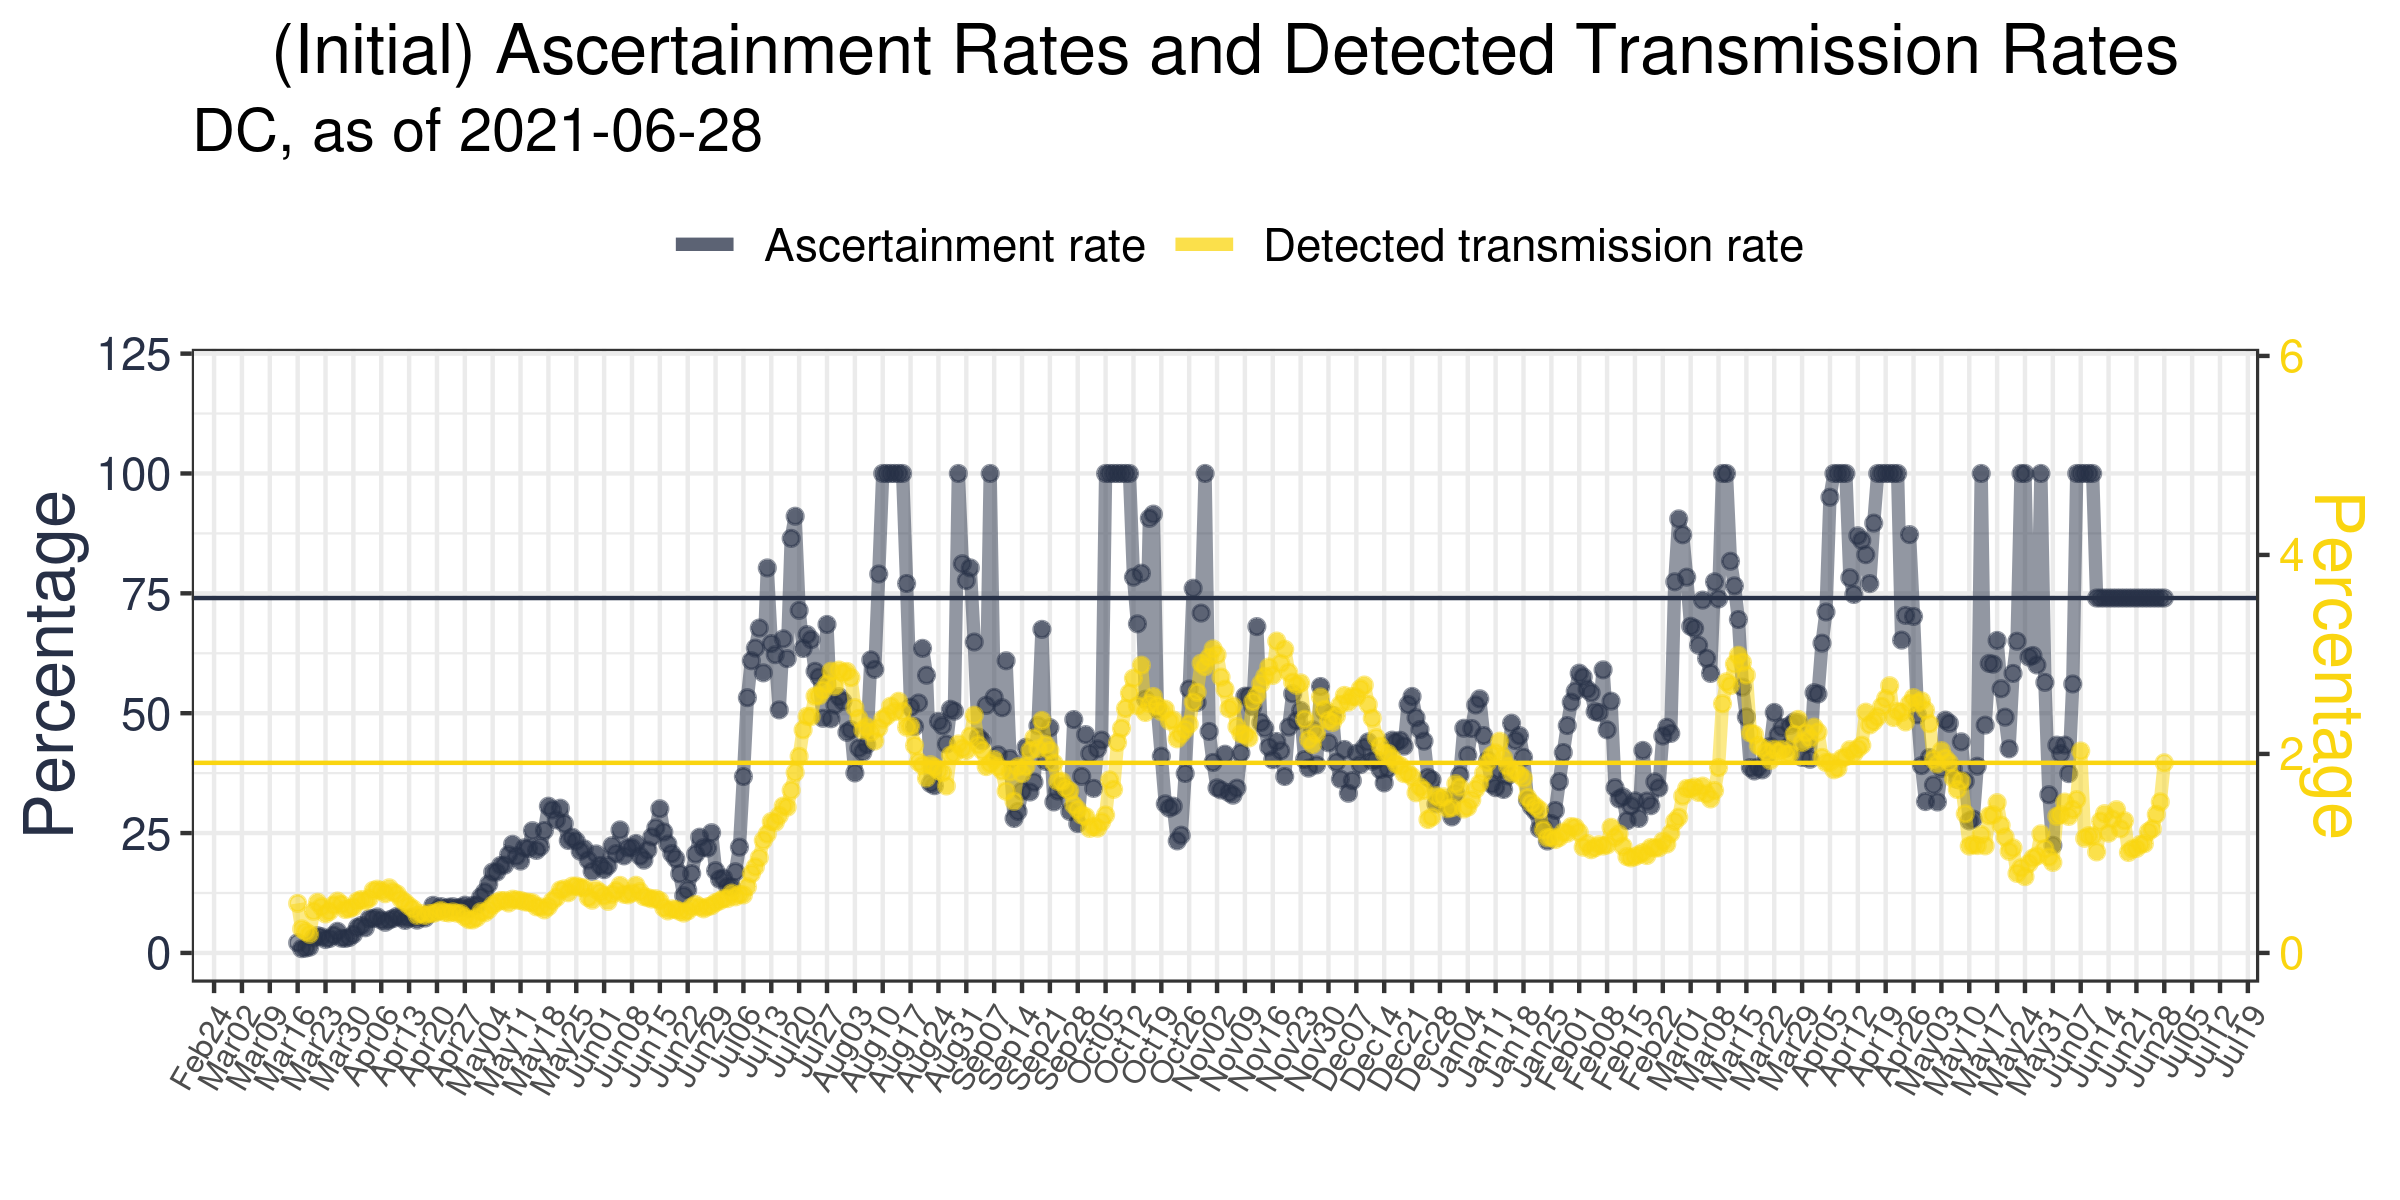 (Initial) Ascertainment Rates and Detected Transmission Rates
DC, as of 2021-06-28
Ascertainment rate
Detected transmission rate
Percentage
125
100
75
50
25
0
6
4
2
0
Percentage
Feb24
Mar02
Mar09
Mar16
Mar23
Mar30
Apr06
Apr13
Apr20
Apr27
May04
May11
May18
May25
Jun01
Jun08
Jun15
Jun22
Jun29
Jul06
Jul13
Jul20
Jul27
Aug03
Aug10
Aug17
Aug24
Aug31
Sep07
Sep14
Sep21
Sep28
Oct05
Oct12
Oct19
Oct26
Nov02
Nov09
Nov16
Nov23
Nov30
Dec07
Dec14
Dec21
Dec28
Jan04
Jan11
Jan18
Jan25
Feb01
Feb08
Feb15
Feb22
Mar01
Mar08
Mar15
Mar22
Mar29
Apr05
Apr12
Apr19
Apr26
May03
May10
May17
May24
May31
Jun07
Jun14
Jun21
Jun28
Jul05
Jul12
Jul19